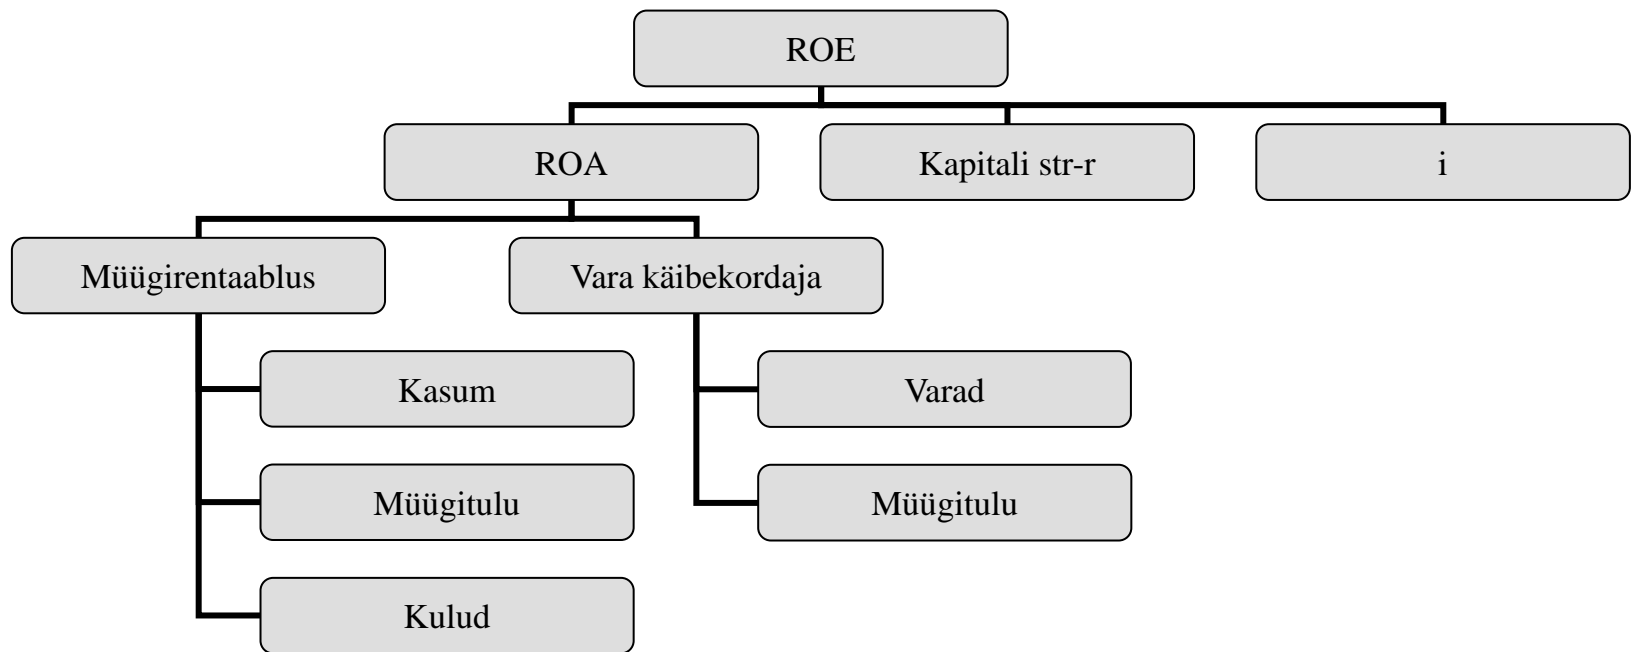 ROE
ROA
Kapitali str-r
i
Müügirentaablus
Vara käibekordaja
Kasum
Varad
Müügitulu
Müügitulu
Kulud